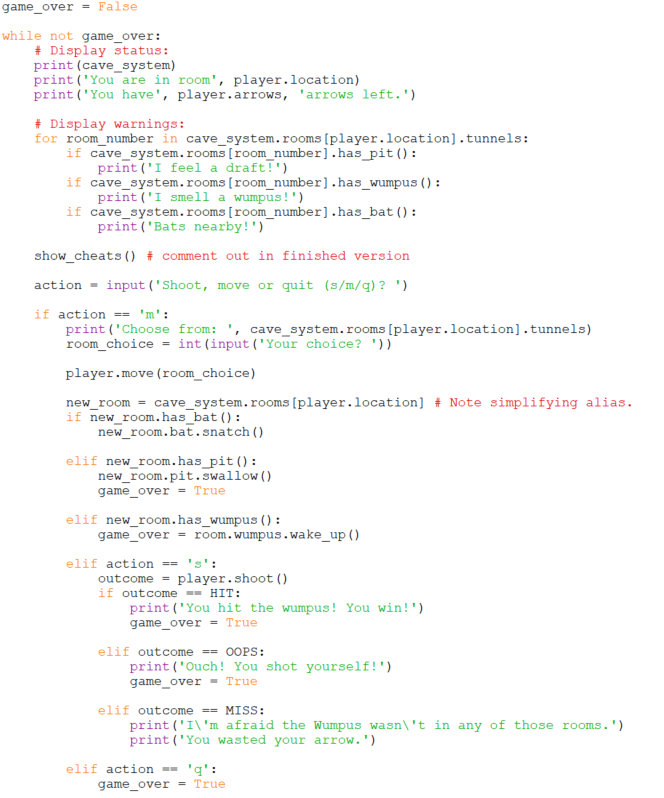 game_over = False

while not game_over:
    # Display status:
    print(cave_system)
    print('You are in room', player.location)
    print('You have', player.arrows, 'arrows left.')

    # Display warnings:
    for room_number in cave_system.rooms[player.location].tunnels:
        if cave_system.rooms[room_number].has_pit():
            print('I feel a draft!')
        if cave_system.rooms[room_number].has_wumpus():
            print('I smell a wumpus!')
        if cave_system.rooms[room_number].has_bat():
            print('Bats nearby!')

    show_cheats() # comment out in finished version

    action = input('Shoot, move or quit (s/m/q)? ')

    if action == 'm':
        print('Choose from: ', cave_system.rooms[player.location].tunnels)
        room_choice = int(input('Your choice? '))

        player.move(room_choice)

        new_room = cave_system.rooms[player.location] # Note simplifying alias.
        if new_room.has_bat():
            new_room.bat.snatch()

        elif new_room.has_pit():
            new_room.pit.swallow()
            game_over = True

        elif new_room.has_wumpus():
            game_over = room.wumpus.wake_up()

        elif action == 's':
            outcome = player.shoot()
            if outcome == HIT:
                print('You hit the wumpus! You win!')
                game_over = True

            elif outcome == OOPS:
                print('Ouch! You shot yourself!')
                game_over = True

            elif outcome == MISS:
                print('I\'m afraid the Wumpus wasn\'t in any of those rooms.')
                print('You wasted your arrow.')

        elif action == 'q':
            game_over = True